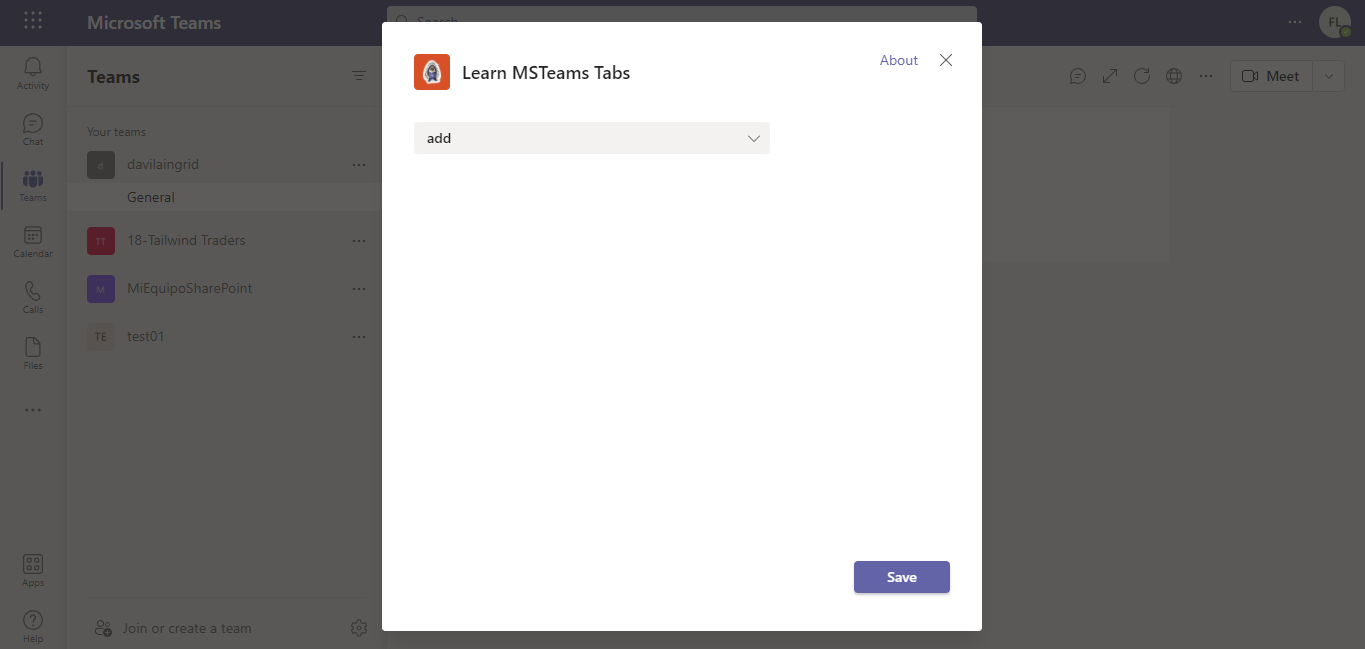 Microsoft Teams
Search
FL
Activity
Chat
Teams
Calendar
Calls
Files
Apps
Help
Teams
Your teams
d
davilaingrid
General
TT
18-Tailwind Traders
M
MiEquipoSharePoint
TE
test01
Join or create a team
Meet
Learn MSTeams Tabs
About
add
Save